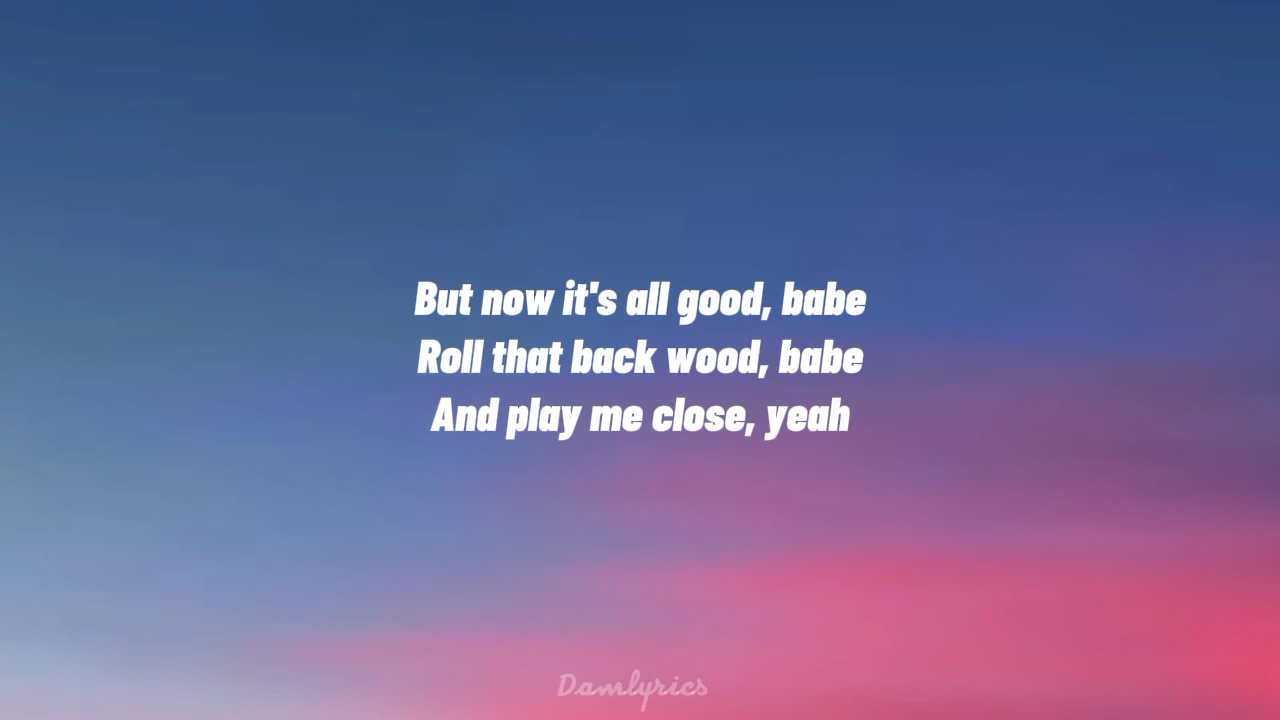 But now it's all good, babe
Roll that back wood, babe
And play me close, yeah
Damlyrics